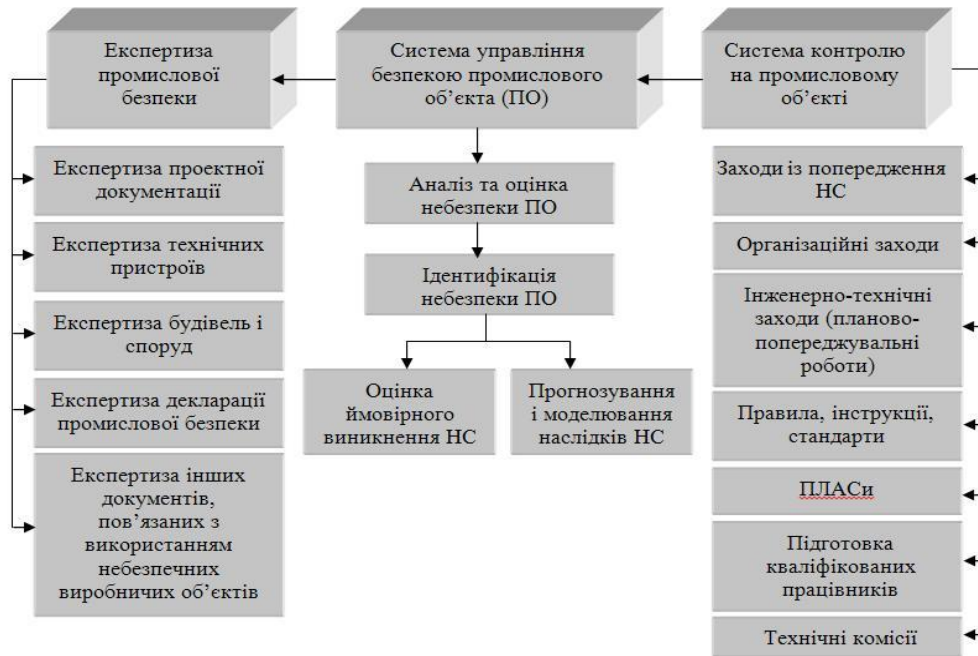 Експертиза
промислової
безпеки
Система управління
безпекою промислового
об’єкта (ПО)
Система контролю
на промисловому
об’єкті
Експертиза проектної
документації
Експертиза технічних
пристроїв
Експертиза будівель і
споруд
Експертиза декларації
промислової безпеки
Експертиза інших
документів,
пов’язаних з
використанням
небезпечних
виробничих об’єктів
Аналіз та оцінка
небезпеки ПО
Ідентифікація
небезпеки ПО
Оцінка
ймовірного
виникнення НС
Прогнозування
і моделювання
наслідків НС
Заходи із попередження
НС
Організаційні заходи
Інженерно-технічні
заходи (планово-
попереджувальні
роботи)
Правила, інструкції,
стандарти
ПЛАСи
Підготовка
кваліфікованих
працівників
Технічні комісії